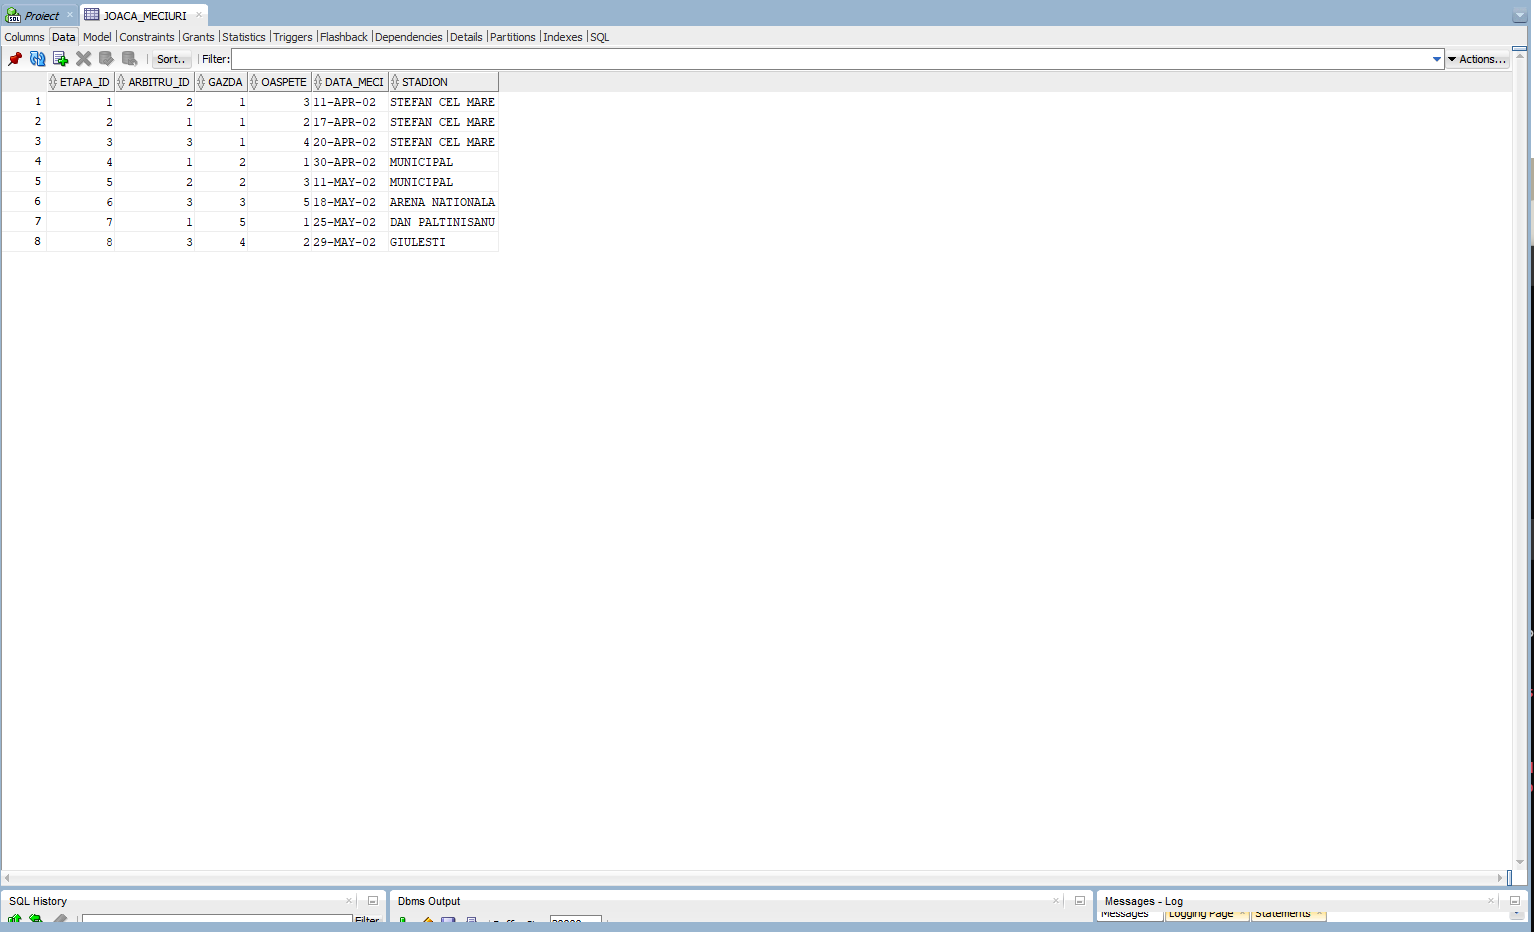 Proiect JOACA_MECIURI
Columns Data Model Constraints Grants Statistics Triggers Flashback Dependencies Details Partitions Indexes SQL
Sort.. Filter: Actions...
ETAPA_ID ARBITRU_ID GAZDA OASPETE DATA_MECI STADION
1 1 2 1 3 11-APR-02 STEFAN CEL MARE
2 2 1 1 2 17-APR-02 STEFAN CEL MARE
3 3 3 1 4 20-APR-02 STEFAN CEL MARE
4 4 1 2 1 30-APR-02 MUNICIPAL
5 5 2 2 3 11-MAY-02 MUNICIPAL
6 6 3 3 5 18-MAY-02 ARENA NATIONALA
7 7 1 5 1 25-MAY-02 DAN PALTINISANU
8 8 3 4 2 29-MAY-02 GIULESTI
SQL History Dbms Output Messages - Log
Filter Messages Logging Page Statements